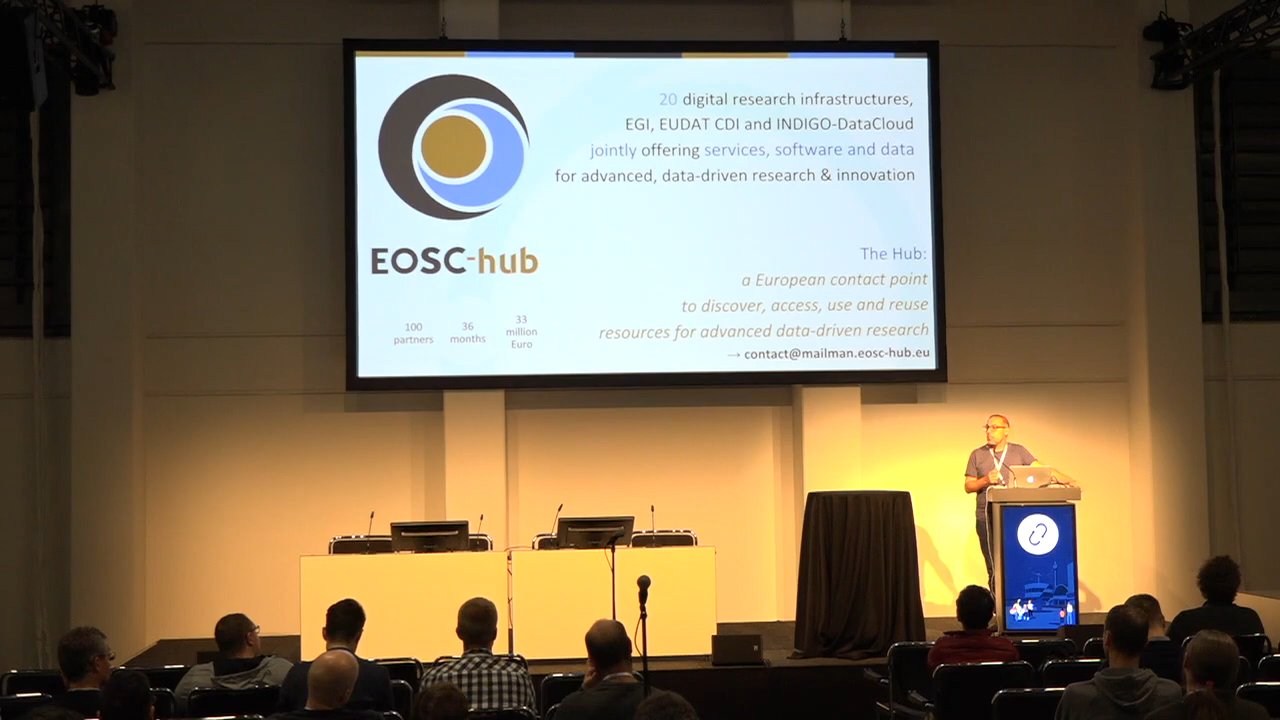 20 digital research infrastructures,
EGI, EUDAT CDI and INDIGO-DataCloud
jointly offering services, software and data
for advanced, data-driven research & innovation
EOSC-hub
100
partners
36
months
33
million
Euro
The Hub:
a European contact point
to discover, access, use and reuse
resources for advanced data-driven research
→ contact@mailman.eosc-hub.eu